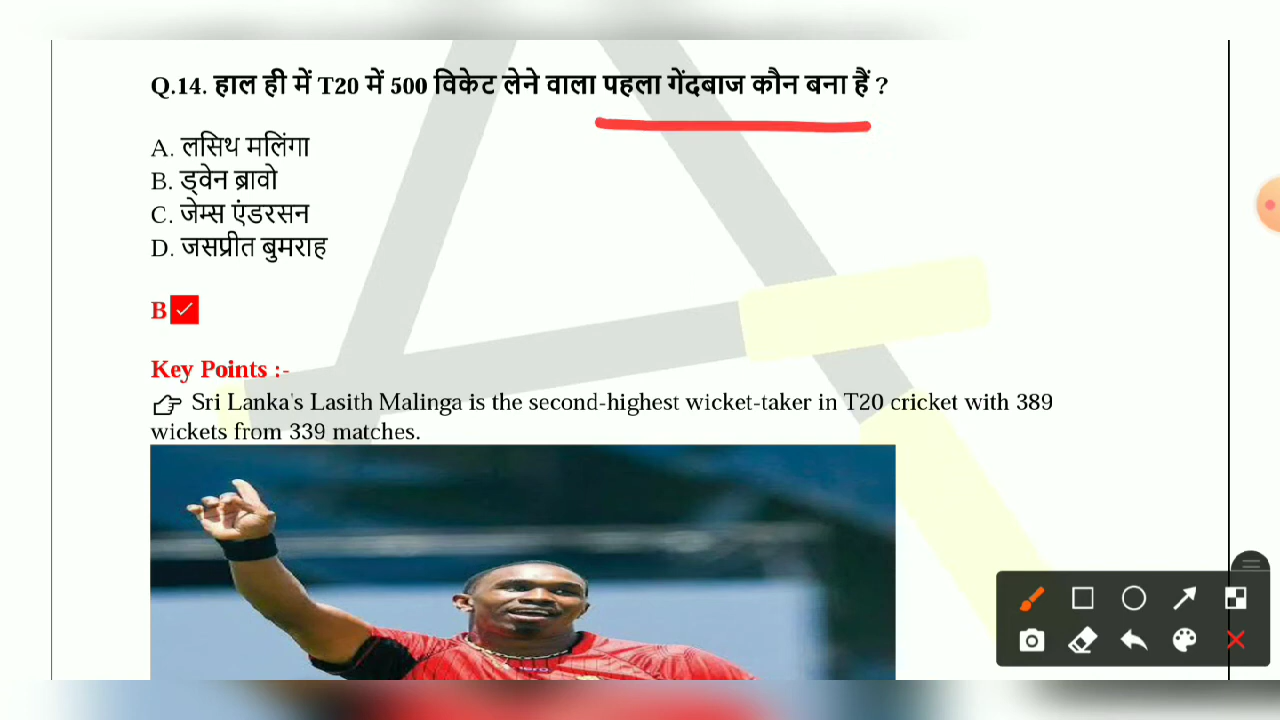 Q.14. हाल ही में T20 में 500 विकेट लेने वाला पहला गेंदबाज कौन बना हैं ?
A. लसिथ मलिंगा
B. ड्वेन ब्रावो
C. जेम्स एंडरसन
D. जसप्रीत बुमराह
B
Key Points :-
Sri Lanka's Lasith Malinga is the second-highest wicket-taker in T20 cricket with 389
wickets from 339 matches.